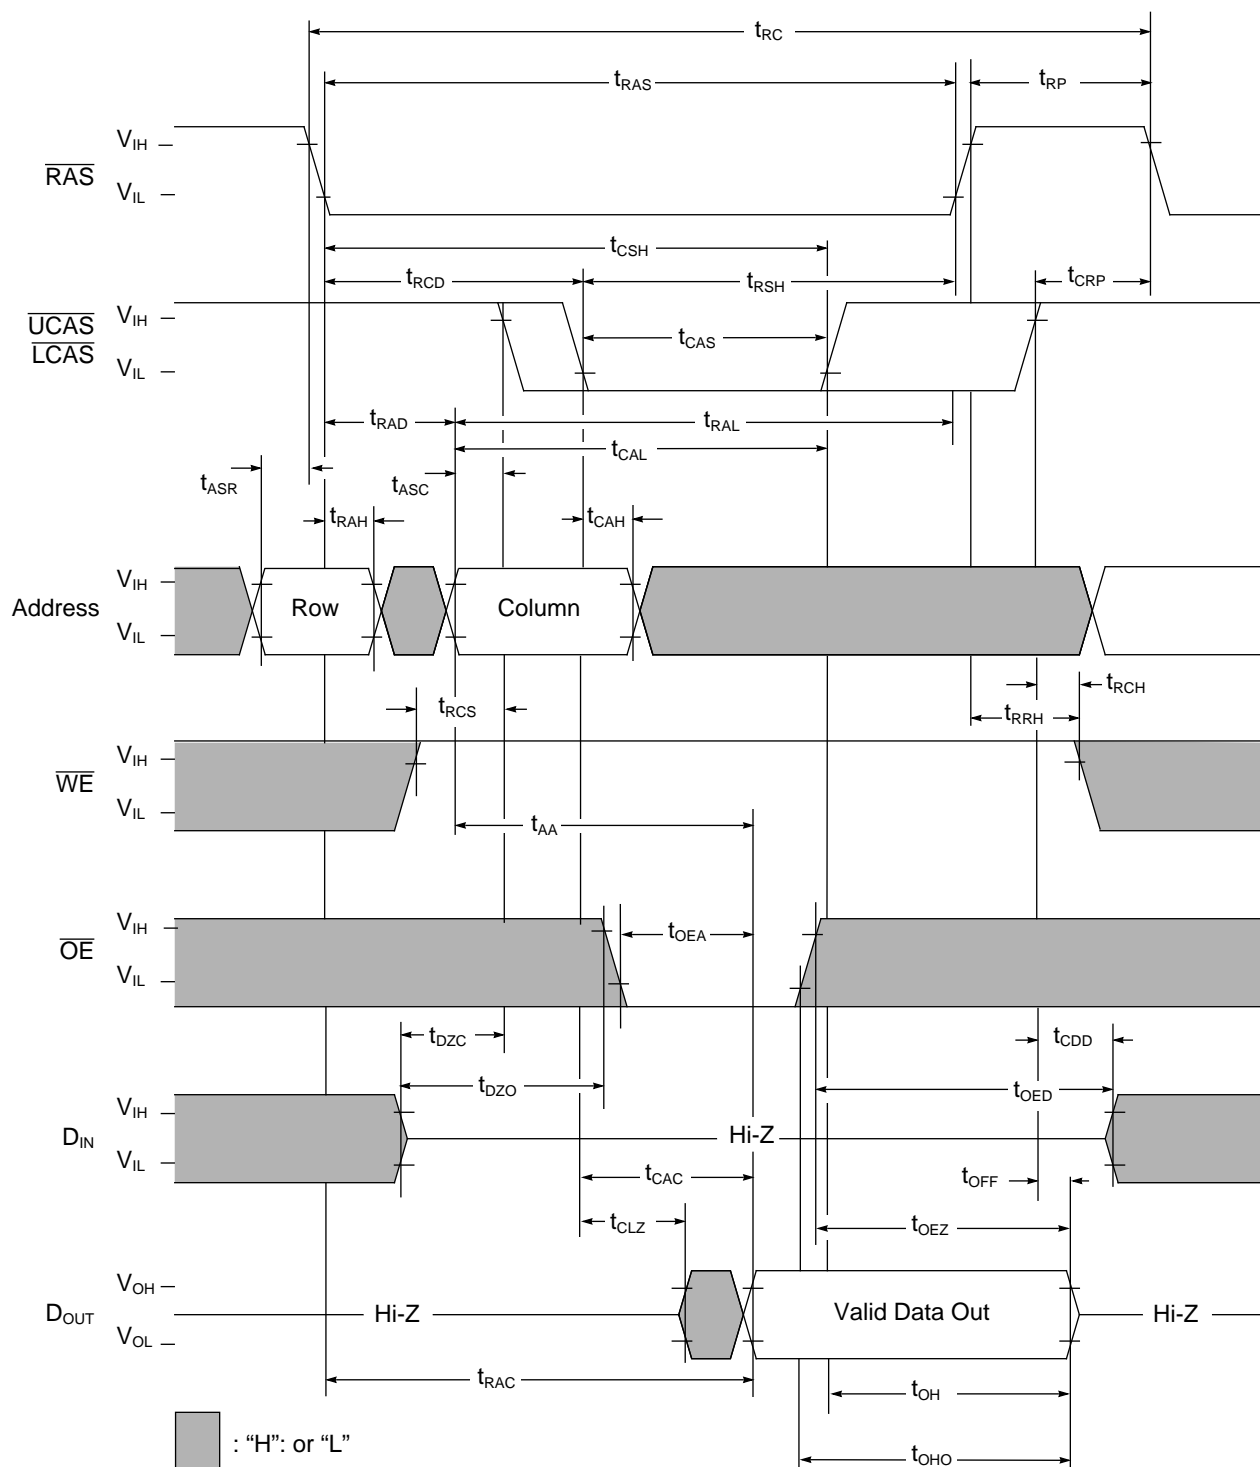 tRC
tRAS
tRP
RAS
VIH
VIL
tCSH
tRCD
tRSH
tCRP
UCAS
LCAS
VIH
VIL
tCAS
tRAD
tRAL
tCAL
tASR
tASC
tRAH
tCAH
Address
VIH
VIL
Row
Column
tRCS
tRCH
tRRH
WE
VIH
VIL
tAA
OE
VIH
VIL
tOEA
tDZC
tCDD
tDZO
tOED
DIN
VIH
VIL
Hi-Z
tCAC
tOFF
tCLZ
tOEZ
DOUT
VOH
VOL
Hi-Z
Valid Data Out
Hi-Z
tRAC
tOH
: “H”: or “L”
tOHO